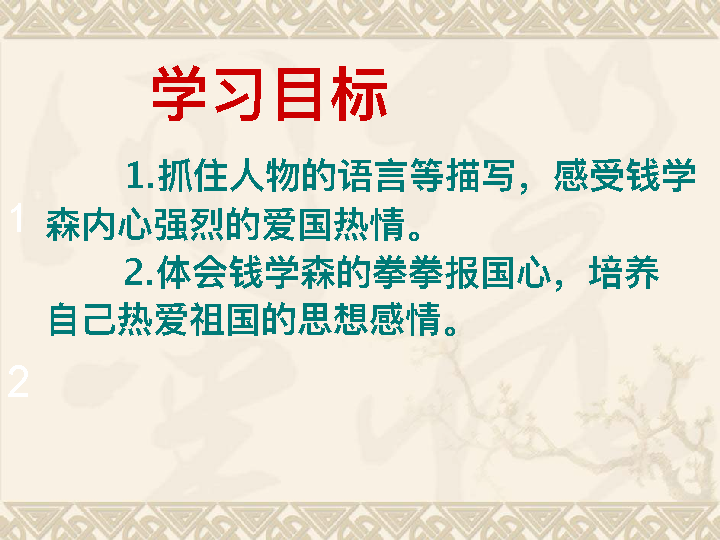 学习目标
1.抓住人物的语言等描写，感受钱学
1
森内心强烈的爱国热情。
2.体会钱学森的拳拳报国心，培养
自己热爱祖国的思想感情。
2